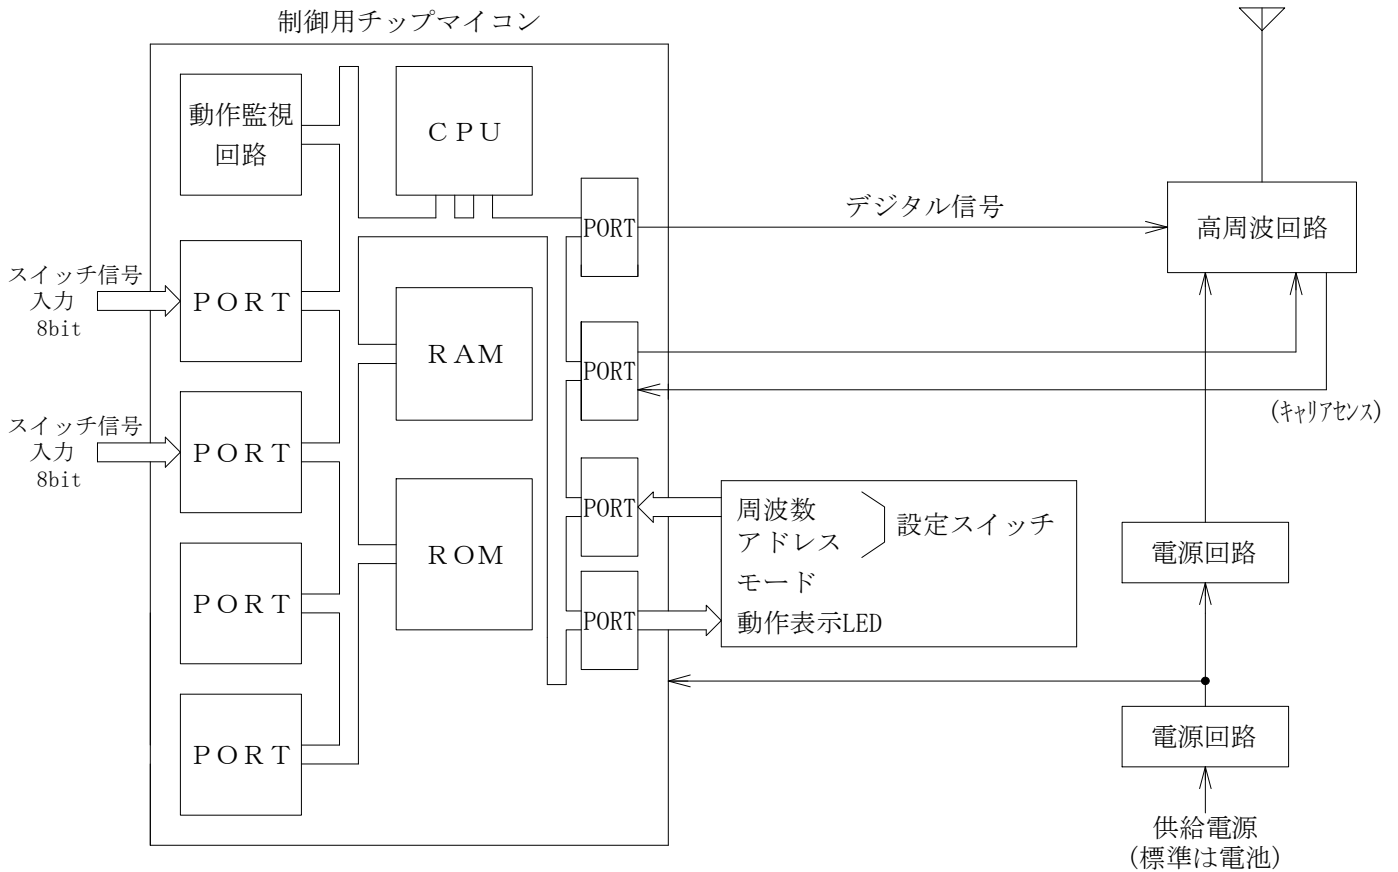 制御用チップマイコン
動作監視
回路
ＣＰＵ
PORT
デジタル信号
高周波回路
スイッチ信号
入力
8bit
ＰＯＲＴ
ＲＡＭ
PORT
(ｷｬﾘｱｾﾝｽ)
スイッチ信号
入力
8bit
ＰＯＲＴ
ＲＯＭ
PORT
周波数
アドレス
設定スイッチ
モード
動作表示LED
電源回路
ＰＯＲＴ
PORT
ＰＯＲＴ
電源回路
供給電源
(標準は電池)